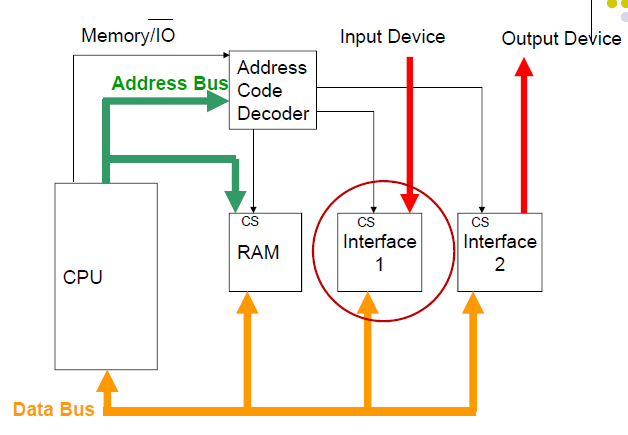 Memory/IO
Input Device
Output Device
Address Bus
Address
Code
Decoder
CS
RAM
CS
Interface
1
CS
Interface
2
CPU
Data Bus